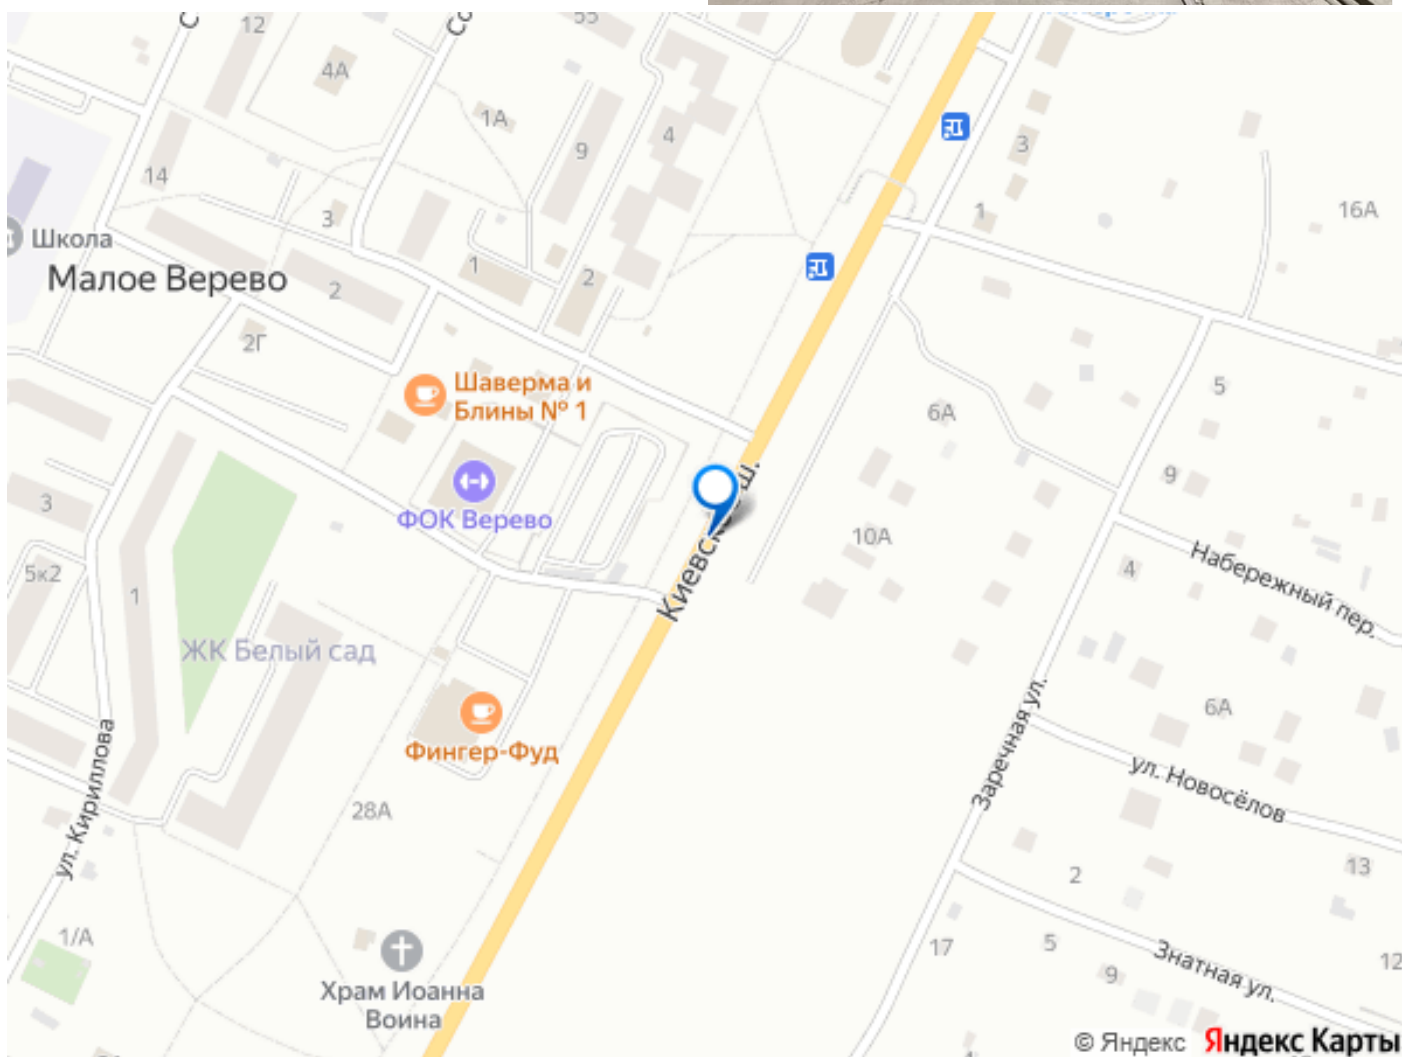 12
55
4А
1А
9
4
3
14
3
1
16А
Школа
Малое Верево
2
1
2
2Г
Шаверма и
Блины № 1
5
6А
9
3
ФОК Верево
Киевское ш.
10А
Набережный пер.
4
5к2
1
ЖК Белый сад
6А
Фингер-Фуд
Заречная ул.
ул. Новосёлов
28А
ул. Кириллова
2
13
1/А
17
5
9
12
Знатная ул.
Храм Иоанна
Воина
© Яндекс Яндекс Карты